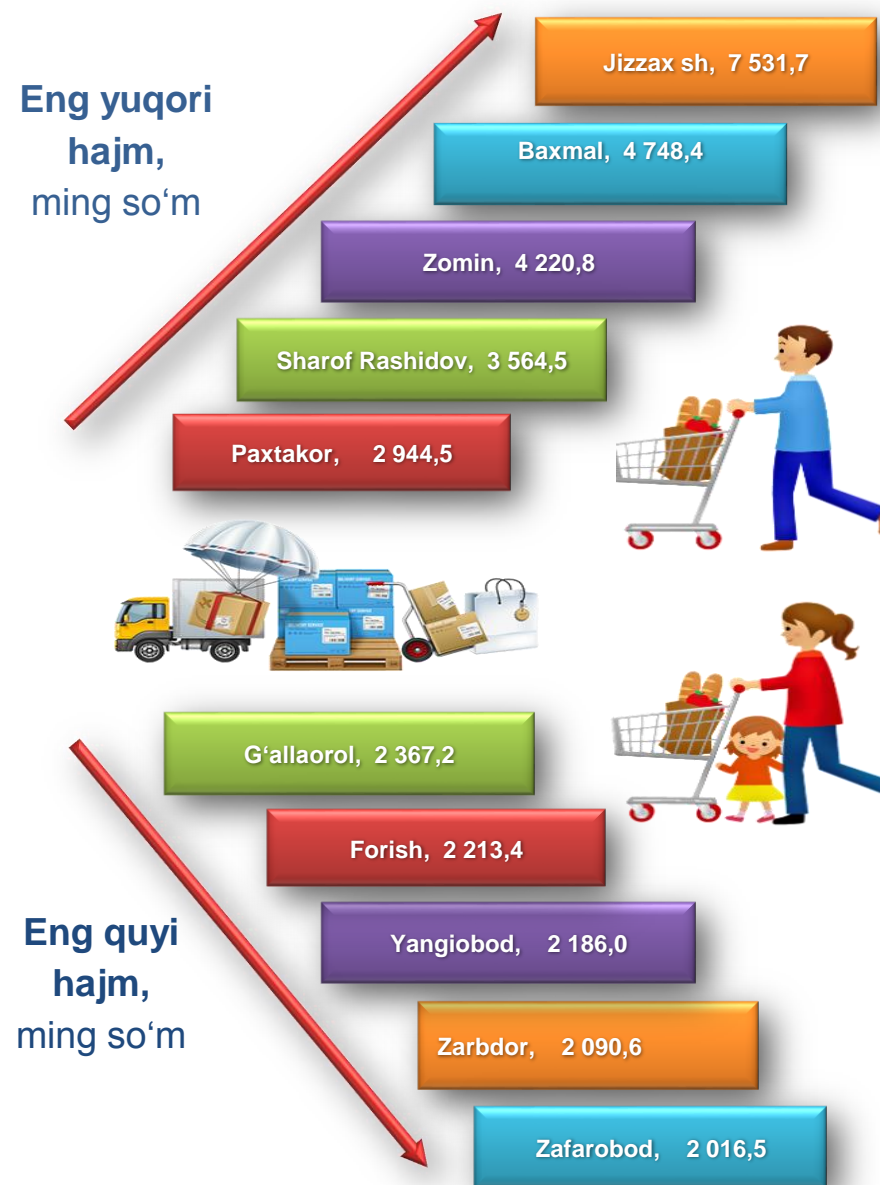 Eng yuqori
hajm,
ming so‘m
Jizzax sh, 7 531,7
Baxmal, 4 748,4
Zomin, 4 220,8
Sharof Rashidov, 3 564,5
Paxtakor, 2 944,5
Eng quyi
hajm,
ming so‘m
G‘allaorol, 2 367,2
Forish, 2 213,4
Yangiobod, 2 186,0
Zarbdor, 2 090,6
Zafarobod, 2 016,5